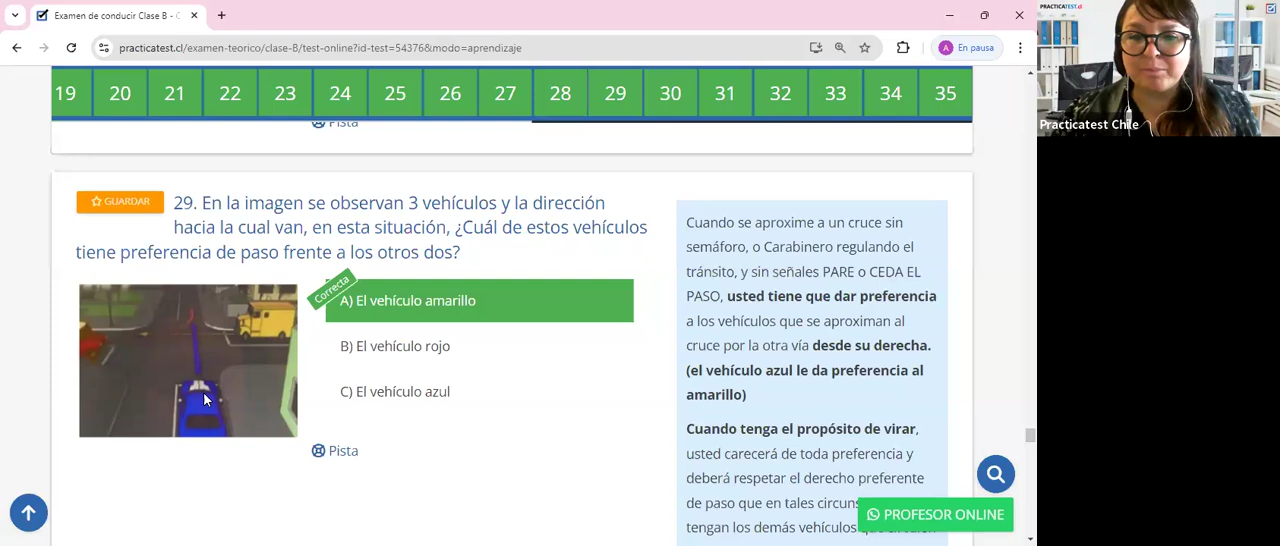 Examen de conducir Clase B - C
practicatest.cl/examen-teorico/clase-B/test-online?id-test=54376&modo=aprendizaje
A
En pausa
PRACTICATEST.cl
Practicatest Chile
19 20 21 22 23 24 25 26 27 28 29 30 31 32 33 34 35
Pista
GUARDAR
29. En la imagen se observan 3 vehículos y la dirección
hacia la cual van, en esta situación, ¿Cuál de estos vehículos
tiene preferencia de paso frente a los otros dos?
Correcta
A) El vehículo amarillo
B) El vehículo rojo
C) El vehículo azul
Pista
Cuando se aproxime a un cruce sin
semáforo, o Carabinero regulando el
tránsito, y sin señales PARE o CEDA EL
PASO, usted tiene que dar preferencia
a los vehículos que se aproximan al
cruce por la otra vía desde su derecha.
(el vehículo azul le da preferencia al
amarillo)
Cuando tenga el propósito de virar,
usted carecerá de toda preferencia y
deberá respetar el derecho preferente
de paso que en tales circuns
tengan los demás vehículos
PROFESOR ONLINE